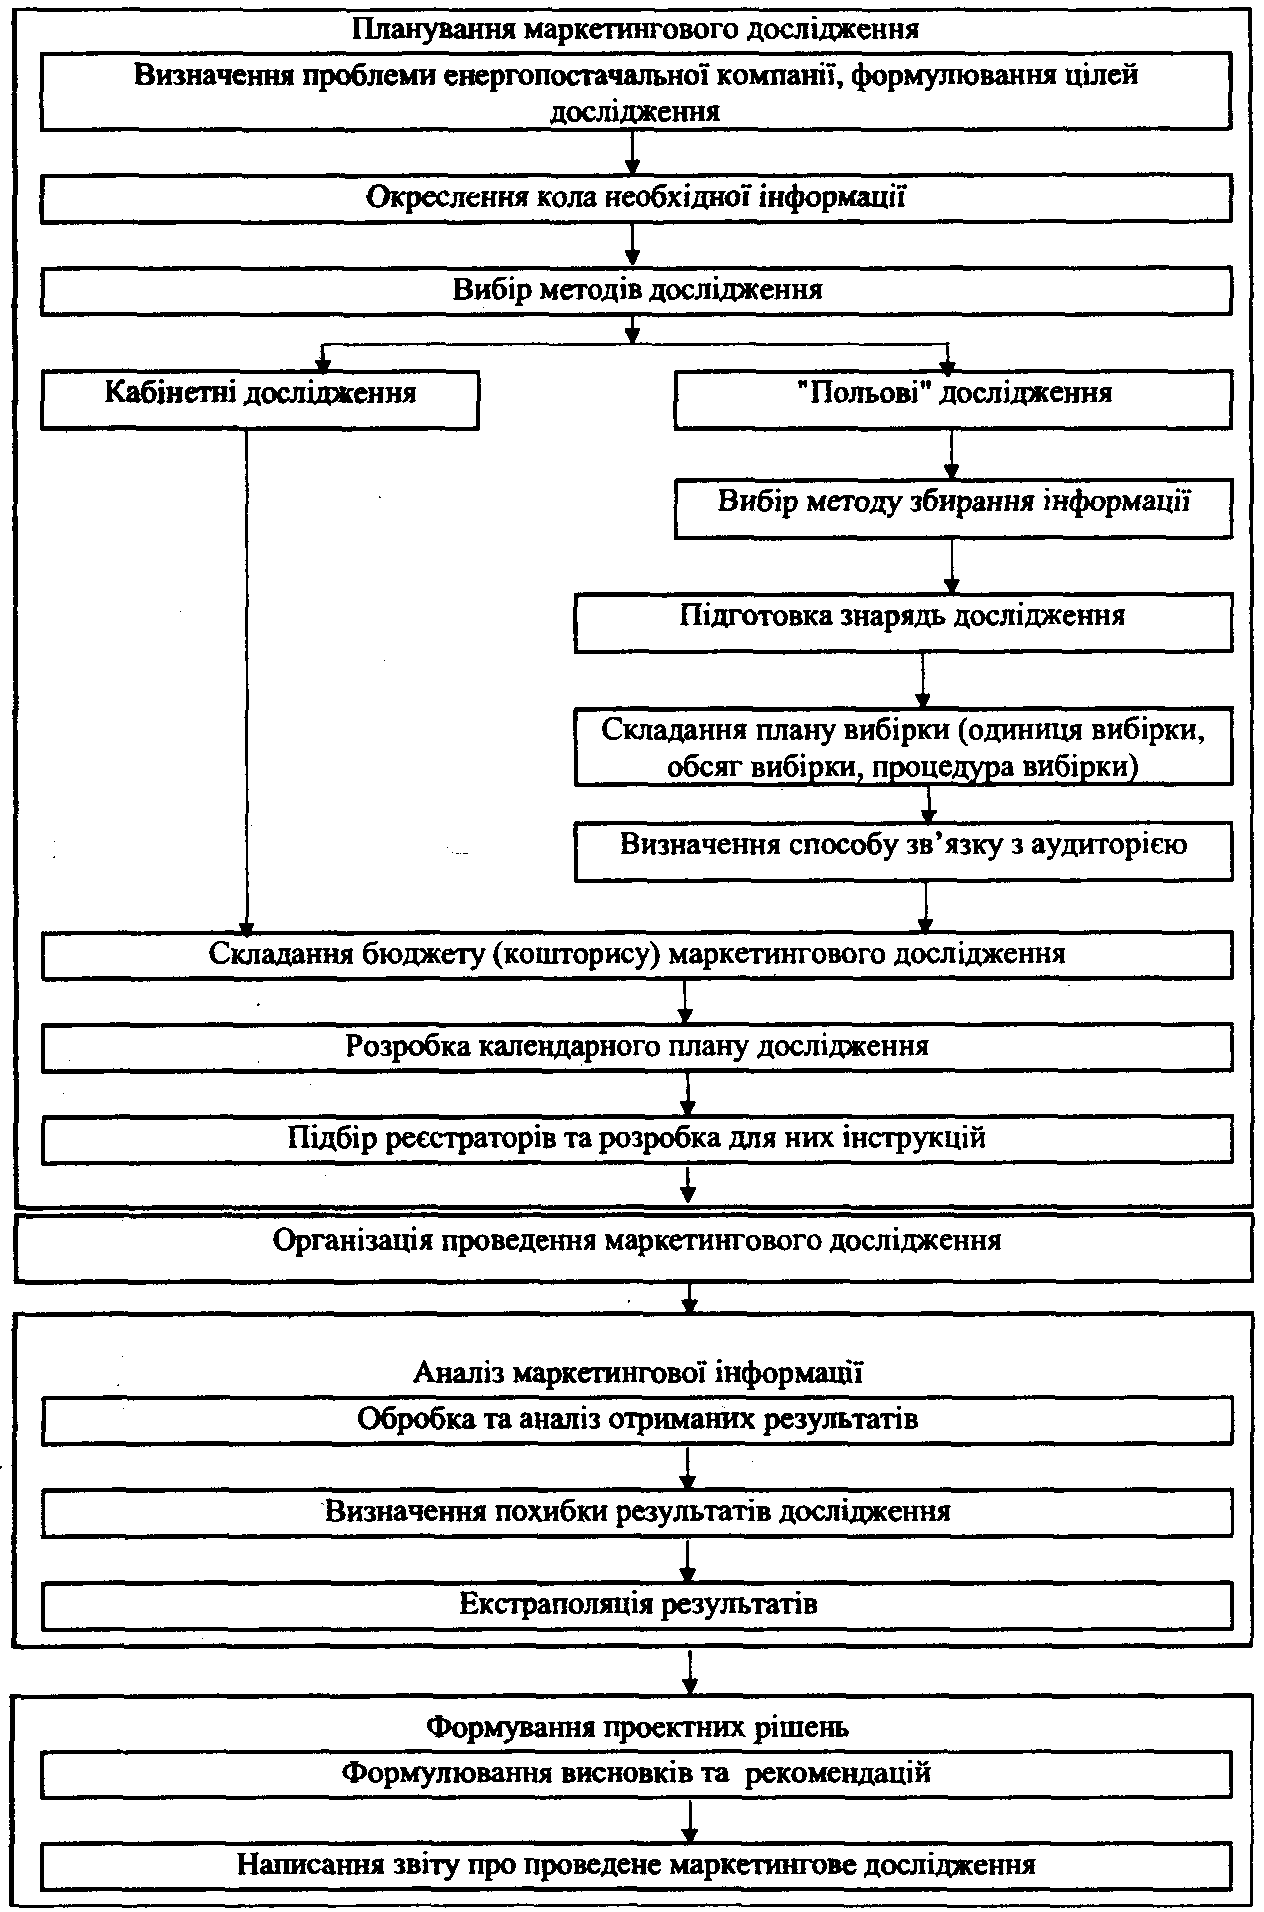 Планування маркетингового дослідження
Визначення проблеми енергопостачальної компанії, формулювання цілей
дослідження
Окреслення кола необхідної інформації
Вибір методів дослідження
Кабінетні дослідження
"Польові" дослідження
Вибір методу збирання інформації
Підготовка знарядь дослідження
Складання плану вибірки (одиниця вибірки,
обсяг вибірки, процедура вибірки)
Визначення способу зв’язку з аудиторією
Складання бюджету (кошторису) маркетингового дослідження
Розробка календарного плану дослідження
Підбір реєстраторів та розробка для них інструкцій
Організація проведення маркетингового дослідження
Аналіз маркетингової інформації
Обробка та аналіз отриманих результатів
Визначення похибки результатів дослідження
Екстраполяція результатів
Формування проектних рішень
Формулювання висновків та рекомендацій
Написання звіту про проведене маркетингове дослідження